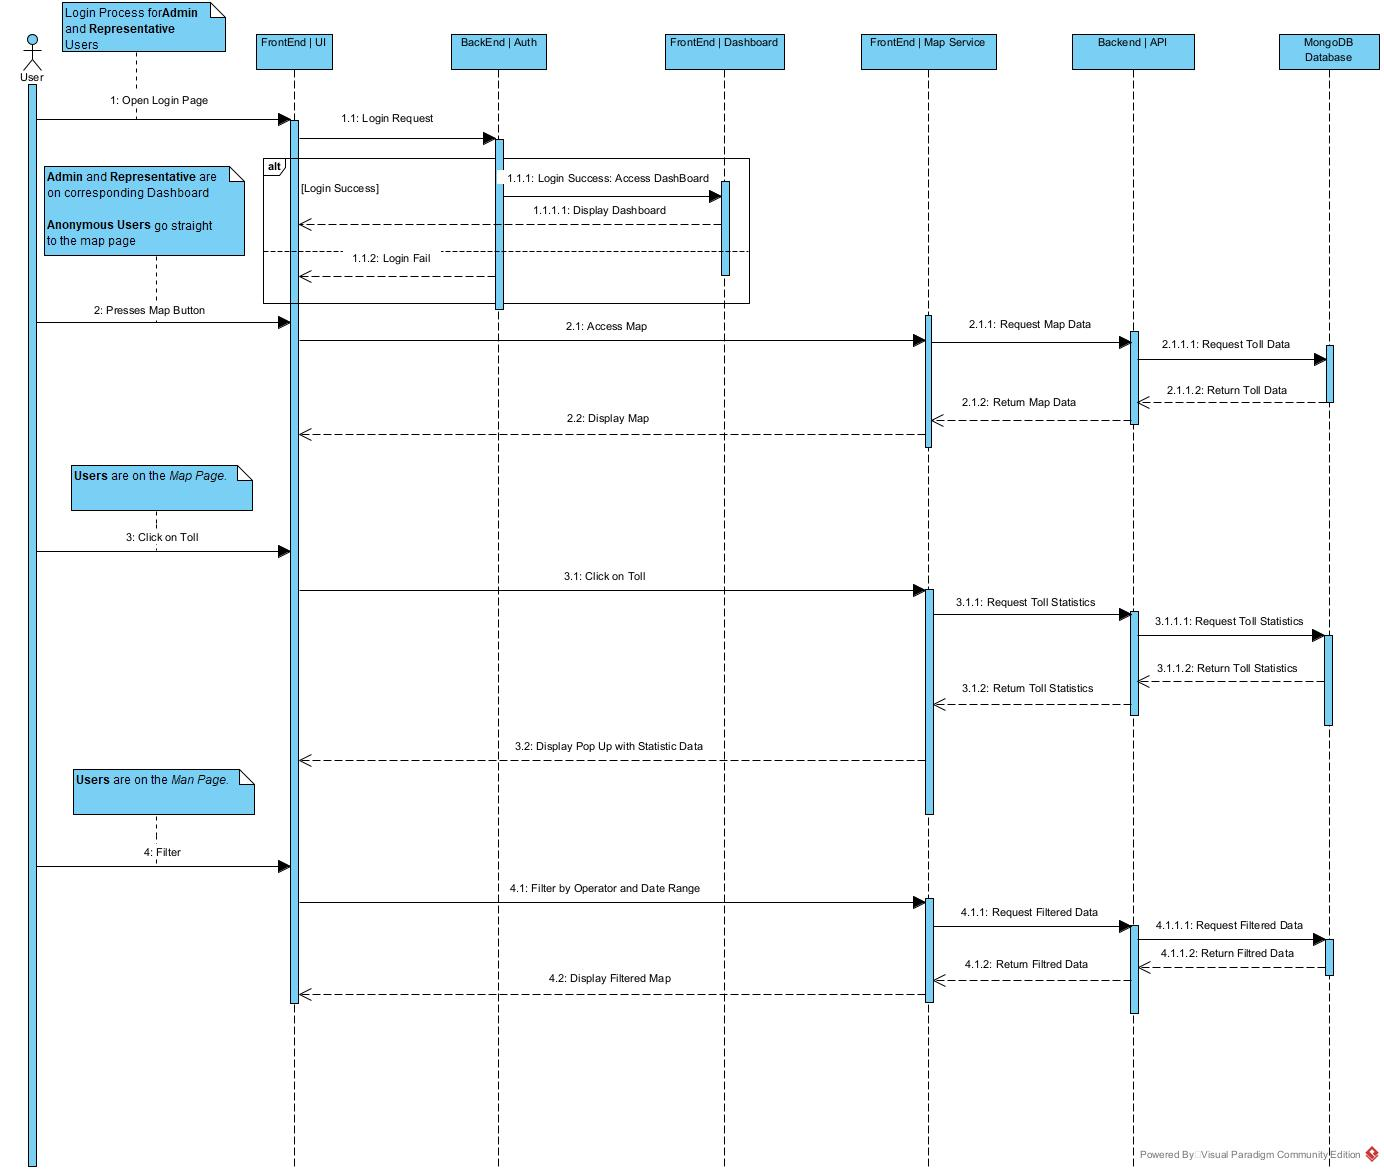 Login Process forAdmin
and Representative
Users
User
FrontEnd | UI
BackEnd | Auth
FrontEnd | Dashboard
FrontEnd | Map Service
Backend | API
MongoDB
Database
1: Open Login Page
1.1: Login Request
alt
[Login Success]
1.1.1: Login Success: Access DashBoard
1.1.1.1: Display Dashboard
1.1.2: Login Fail
Admin and Representative are
on corresponding Dashboard
Anonymous Users go straight
to the map page
2: Presses Map Button
2.1: Access Map
2.1.1: Request Map Data
2.1.1.1: Request Toll Data
2.1.1.2: Return Toll Data
2.1.2: Return Map Data
2.2: Display Map
Users are on the Map Page.
3: Click on Toll
3.1: Click on Toll
3.1.1: Request Toll Statistics
3.1.1.1: Request Toll Statistics
3.1.1.2: Return Toll Statistics
3.1.2: Return Toll Statistics
3.2: Display Pop Up with Statistic Data
Users are on the Man Page.
4: Filter
4.1: Filter by Operator and Date Range
4.1.1: Request Filtered Data
4.1.1.1: Request Filtered Data
4.1.1.2: Return Filtred Data
4.1.2: Return Filtred Data
4.2: Display Filtered Map
Powered By Visual Paradigm Community Edition